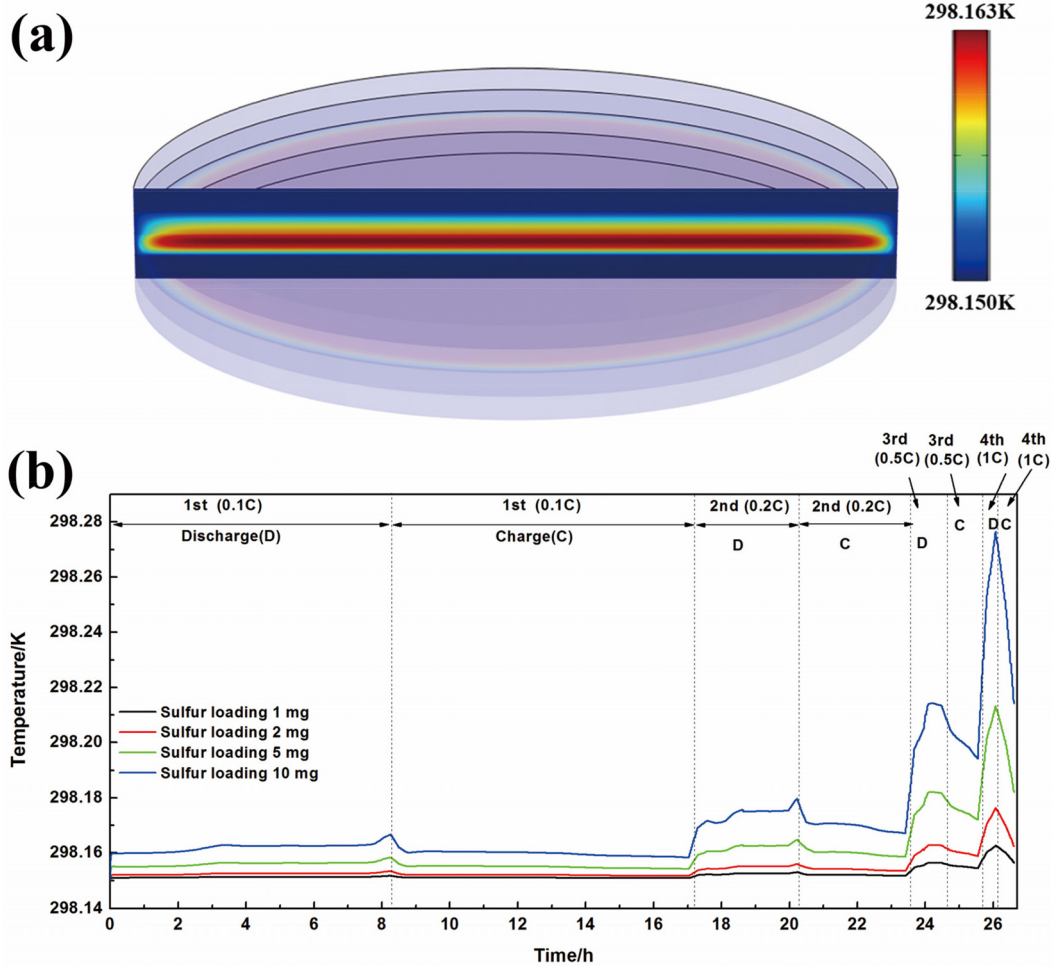 (a)
298.163K
298.150K
(b)
3rd (0.5C)
3rd (0.5C)
4th (1C)
4th (1C)
1st (0.1C)
1st (0.1C)
2nd (0.2C)
2nd (0.2C)
Discharge(D)
Charge(C)
D
C
D
C
D
C
298.28
298.26
298.24
298.22
298.20
298.18
298.16
298.14
Temperature/K
Sulfur loading 1 mg
Sulfur loading 2 mg
Sulfur loading 5 mg
Sulfur loading 10 mg
0 2 4 6 8 10 12 14 16 18 20 22 24 26
Time/h